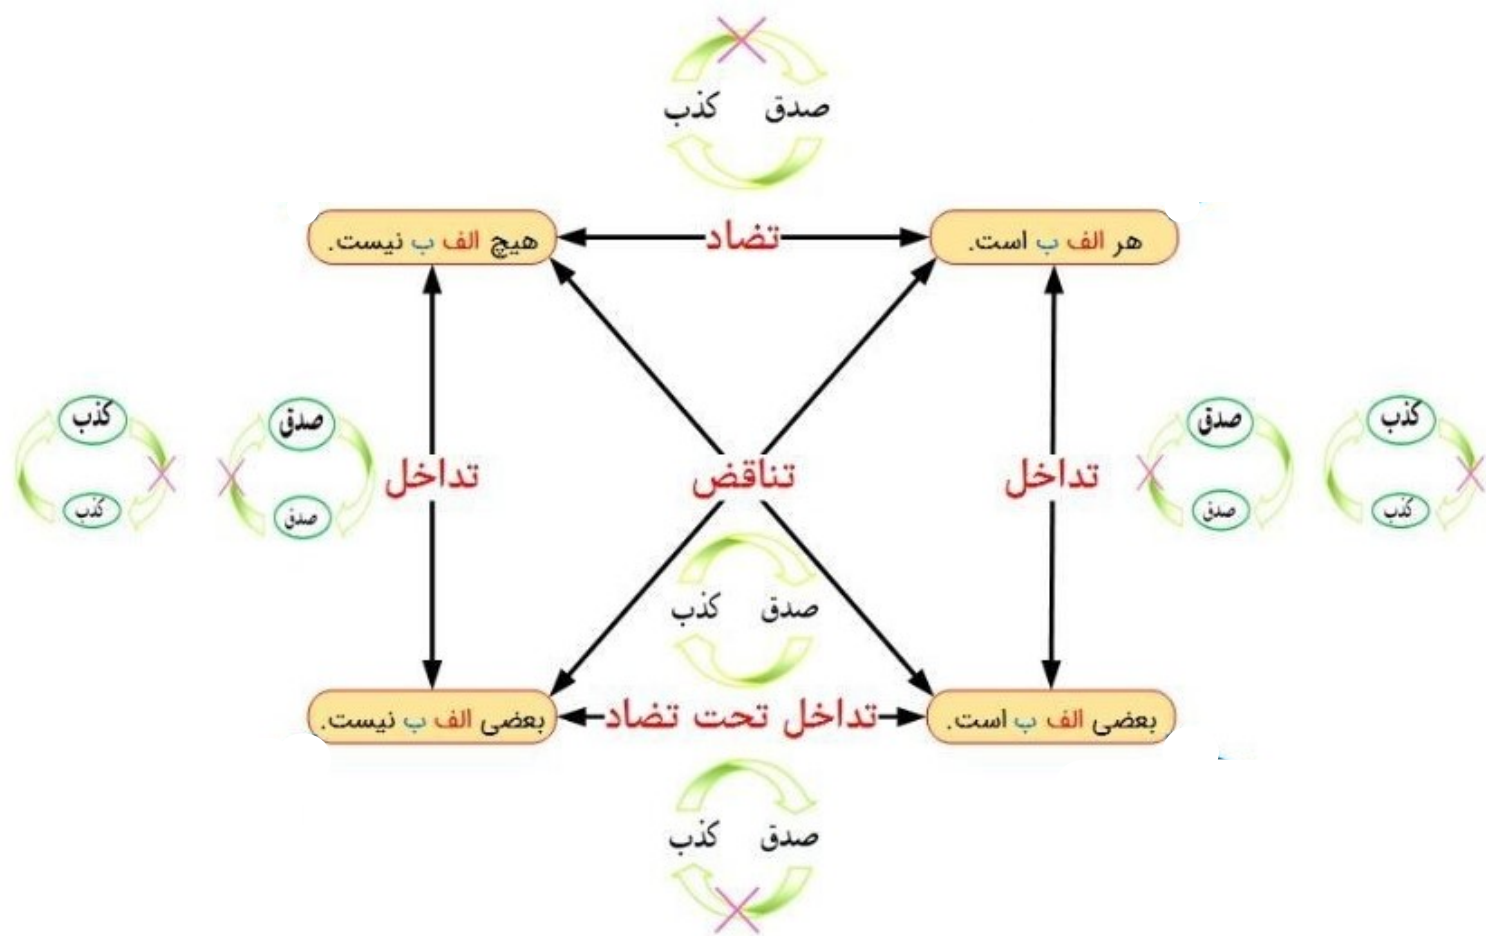 صدق کذب
هر الف ب است. تضاد هیچ الف ب نیست.
کذب صدق صدق کذب
تداخل تناقض تداخل
کذب صدق صدق کذب
صدق کذب
بعضی الف ب است. تداخل تحت تضاد بعضی الف ب نیست.
صدق کذب